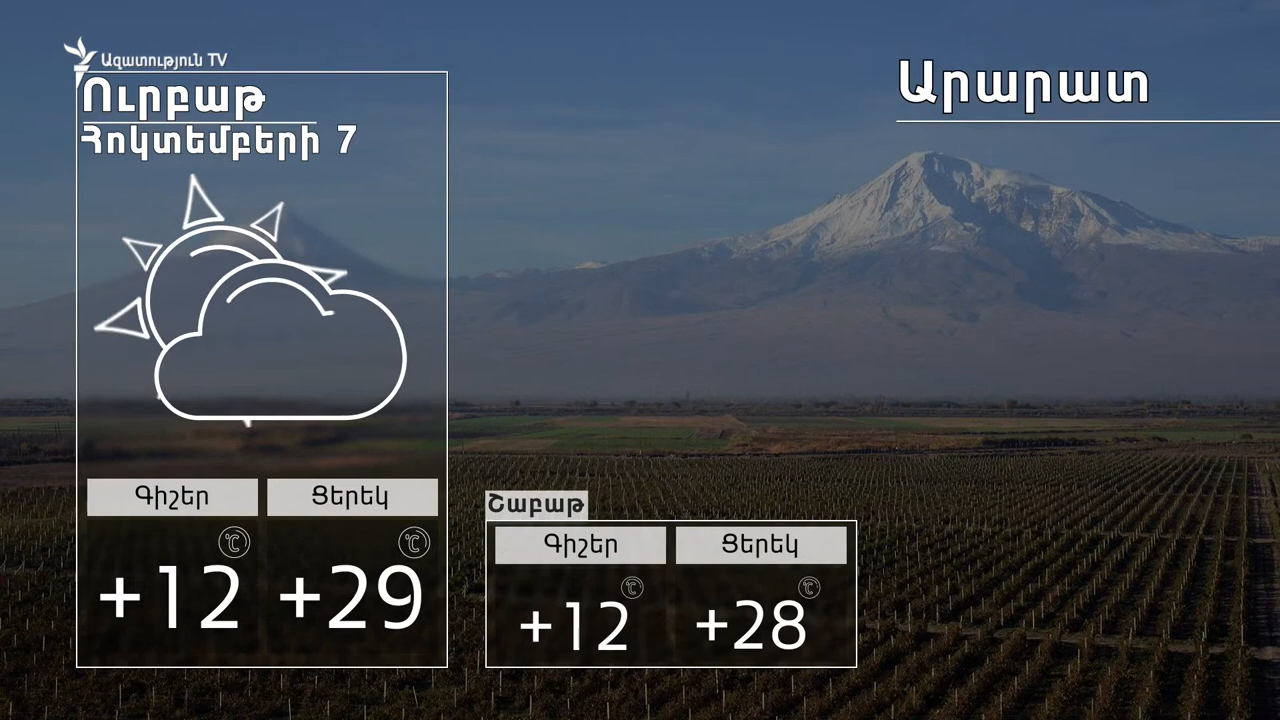 Ազատություն TV
Ուրբաթ
Հոկտեմբերի 7
Արարատ
Գիշեր
Ցերեկ
℃
℃
+12
+29
Շաբաթ
Գիշեր
Ցերեկ
℃
℃
+12
+28